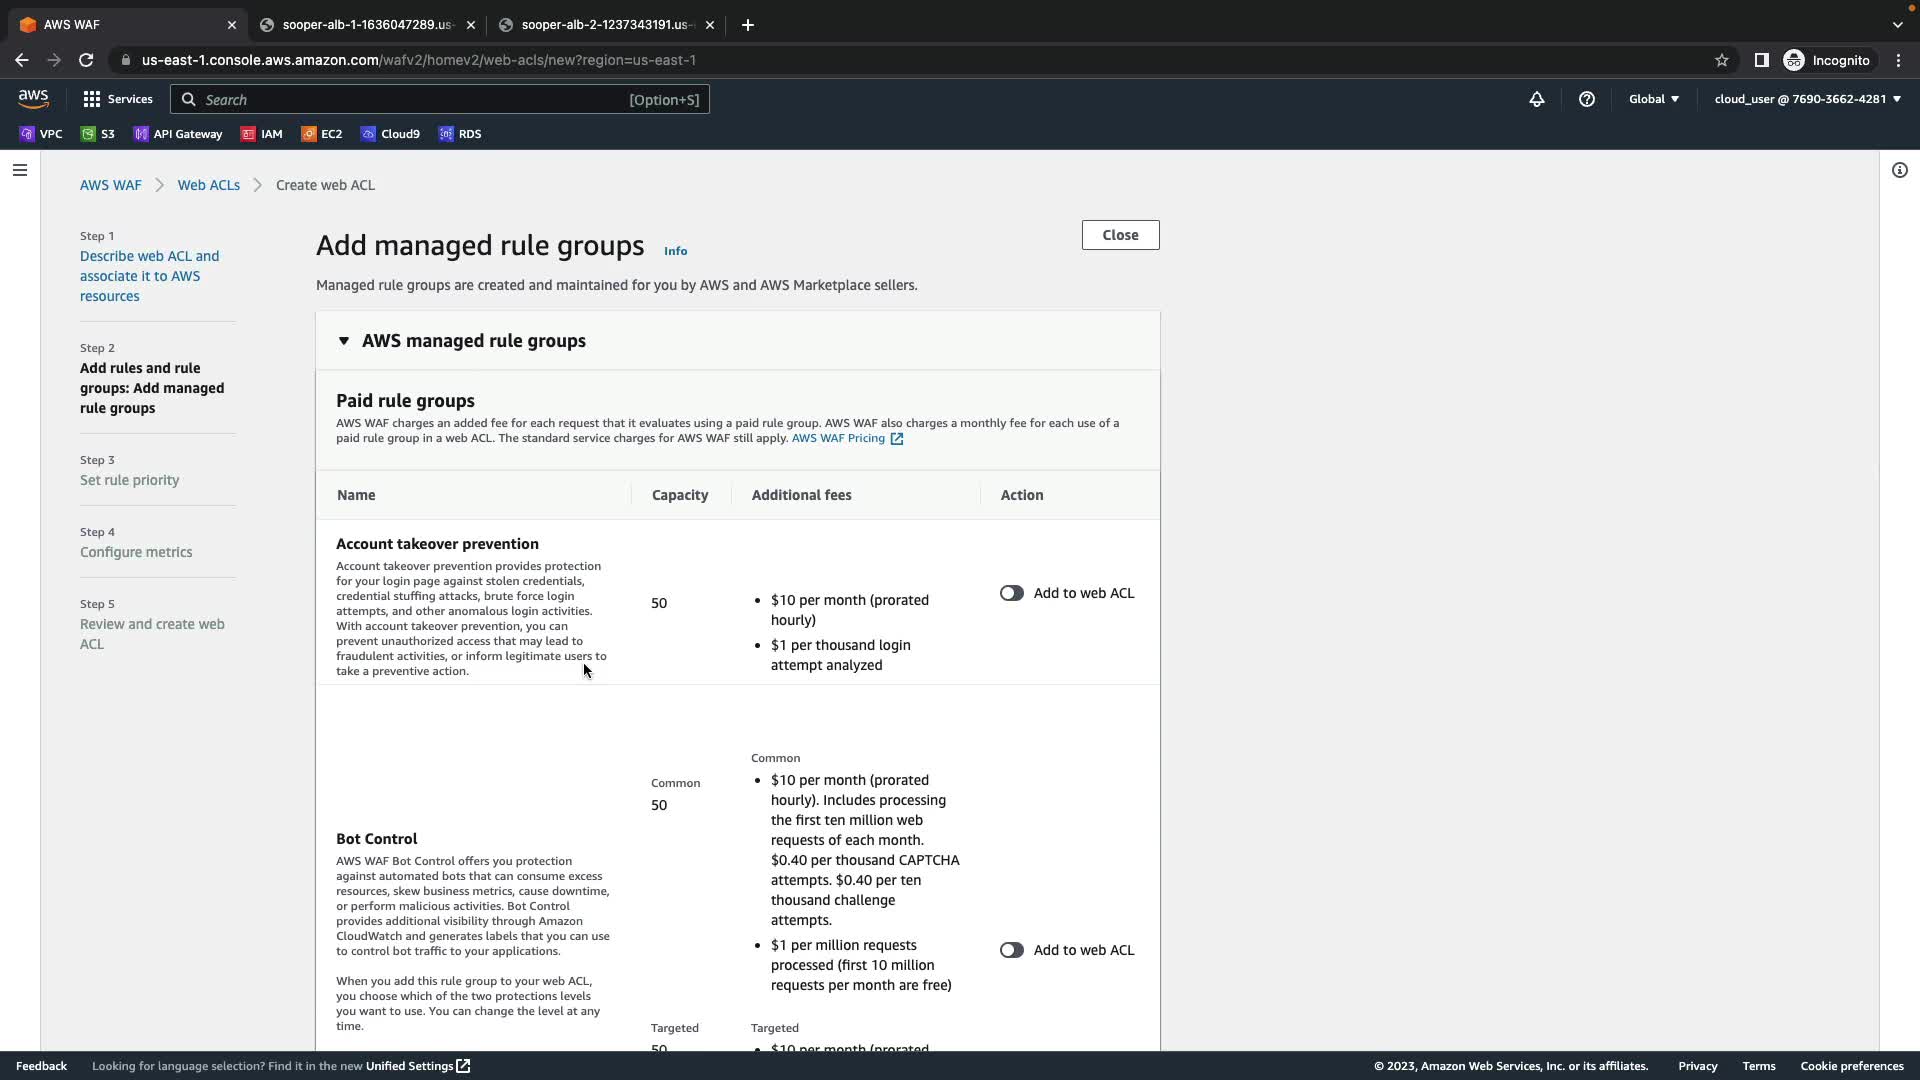 AWS WAF
sooper-alb-1-1636047289.us-
sooper-alb-2-1237343191.us-
us-east-1.console.aws.amazon.com/wafv2/homev2/web-acls/new?region=us-east-1
Incognito
aws
Services
Search
[Option+S]
Global
cloud_user @ 7690-3662-4281
VPC
S3
API Gateway
IAM
EC2
Cloud9
RDS
AWS WAF
Web ACLs
Create web ACL
Step 1
Describe web ACL and
associate it to AWS
resources
Step 2
Add rules and rule
groups: Add managed
rule groups
Step 3
Set rule priority
Step 4
Configure metrics
Step 5
Review and create web
ACL
Add managed rule groups
Info
Close
Managed rule groups are created and maintained for you by AWS and AWS Marketplace sellers.
AWS managed rule groups
Paid rule groups
AWS WAF charges an added fee for each request that it evaluates using a paid rule group. AWS WAF also charges a monthly fee for each use of a
paid rule group in a web ACL. The standard service charges for AWS WAF still apply. AWS WAF Pricing
Name
Capacity
Additional fees
Action
Account takeover prevention
Account takeover prevention provides protection
for your login page against stolen credentials,
credential stuffing attacks, brute force login
attempts, and other anomalous login activities.
With account takeover prevention, you can
prevent unauthorized access that may lead to
fraudulent activities, or inform legitimate users to
take a preventive action.
50
• $10 per month (prorated
hourly)
• $1 per thousand login
attempt analyzed
Add to web ACL
Bot Control
AWS WAF Bot Control offers you protection
against automated bots that can consume excess
resources, skew business metrics, cause downtime,
or perform malicious activities. Bot Control
provides additional visibility through Amazon
CloudWatch and generates labels that you can use
to control bot traffic to your applications.
When you add this rule group to your web ACL,
you choose which of the two protections levels
you want to use. You can change the level at any
time.
Common
50
Common
• $10 per month (prorated
hourly). Includes processing
the first ten million web
requests of each month.
$0.40 per thousand CAPTCHA
attempts. $0.40 per ten
thousand challenge
attempts.
• $1 per million requests
processed (first 10 million
requests per month are free)
Add to web ACL
Targeted
50
Targeted
• $10 per month (prorated
Feedback
Looking for language selection? Find it in the new Unified Settings
© 2023, Amazon Web Services, Inc. or its affiliates.
Privacy
Terms
Cookie preferences